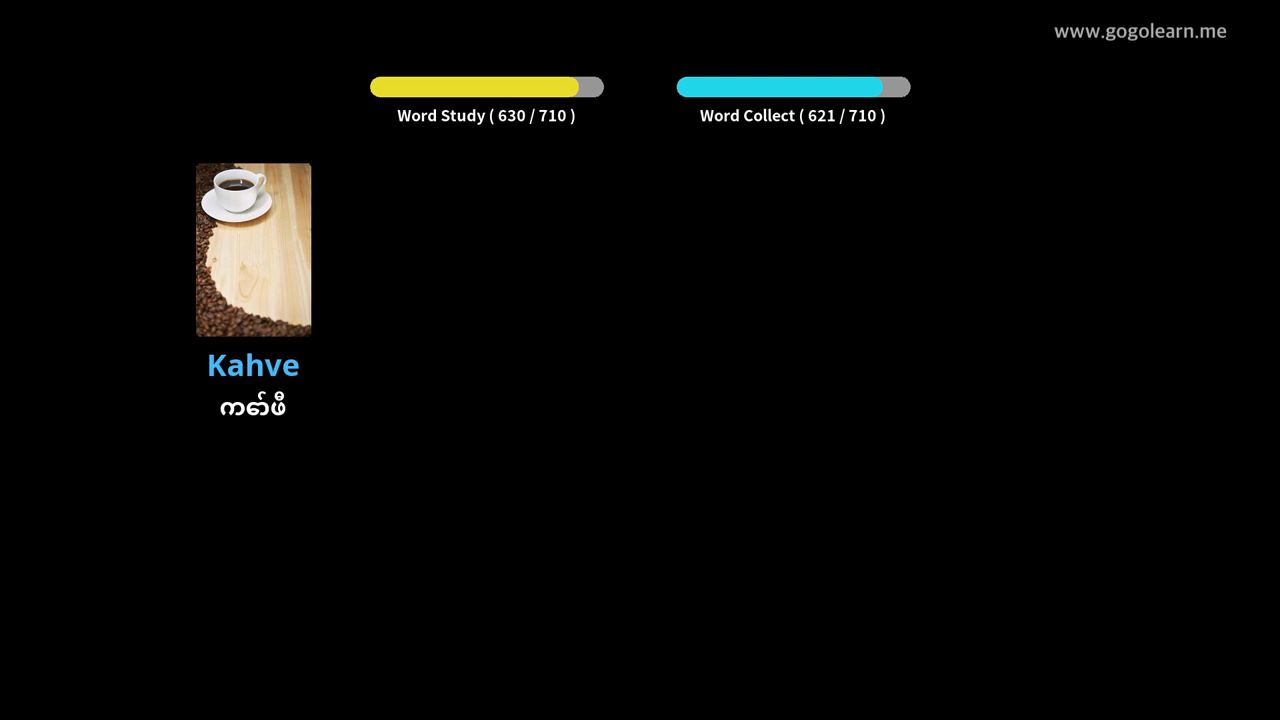 www.gogolearn.me
Word Study ( 630 / 710 )
Word Collect ( 621 / 710 )
Kahve
ကော်ဖီ